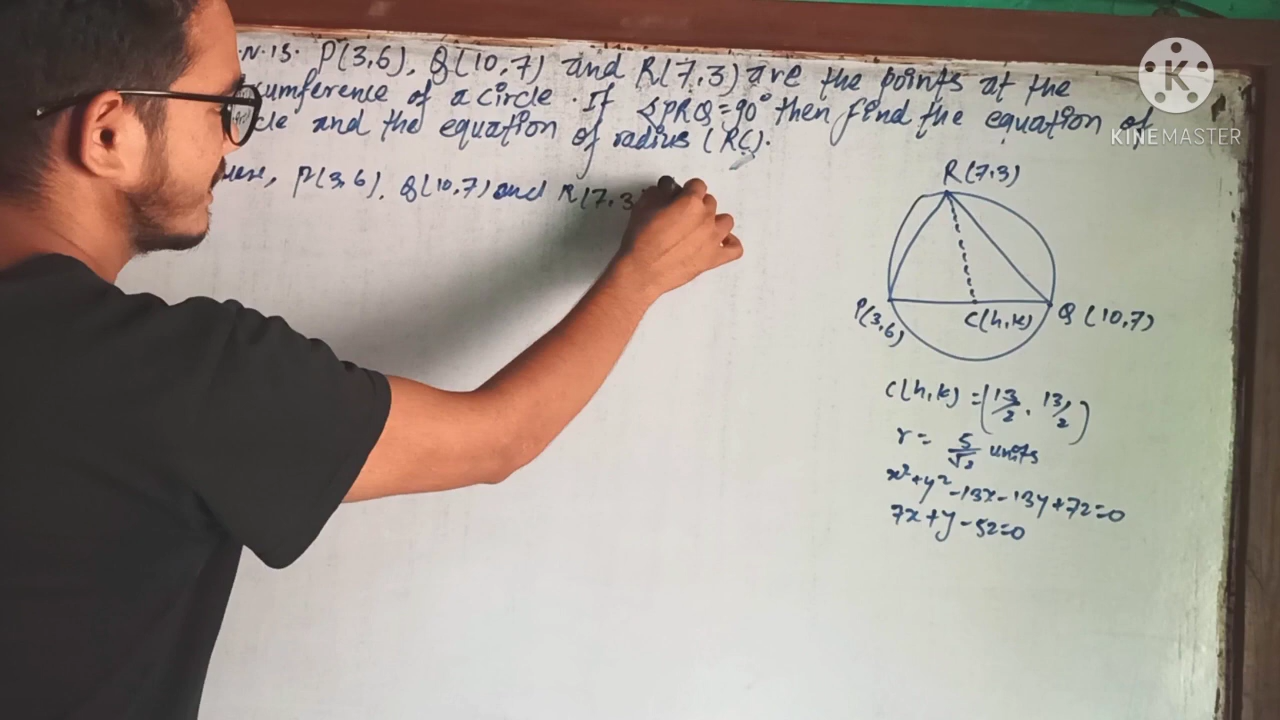 N.13. P(3,6), Q(10,7) and R(7,3) are the points at the
cumference of a circle. If ∠PRQ=90° then find the equation of
cle and the equation of radius (RC).
P(3,6), Q(10,7) and R(7,3
R(7,3)
P(3,6)
C(h,k)
Q(10,7)
C(h,k) = (13/2, 13/2)
r = 5/√2 units
x²+y²-13x-13y+72=0
7x+y-52=0
K
KINEMASTER